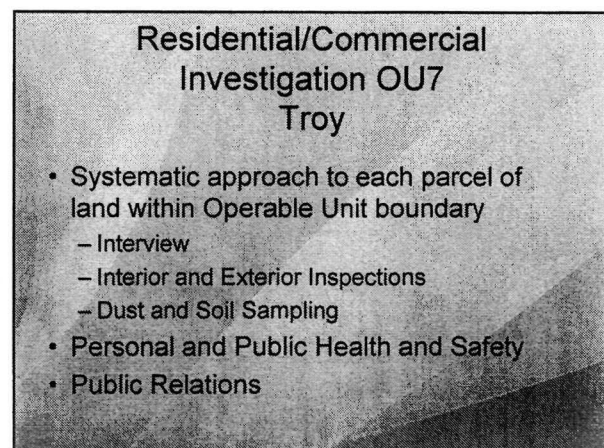 Residential/Commercial
Investigation OU7
Troy
• Systematic approach to each parcel of
land within Operable Unit boundary
– Interview
– Interior and Exterior Inspections
– Dust and Soil Sampling
• Personal and Public Health and Safety
• Public Relations